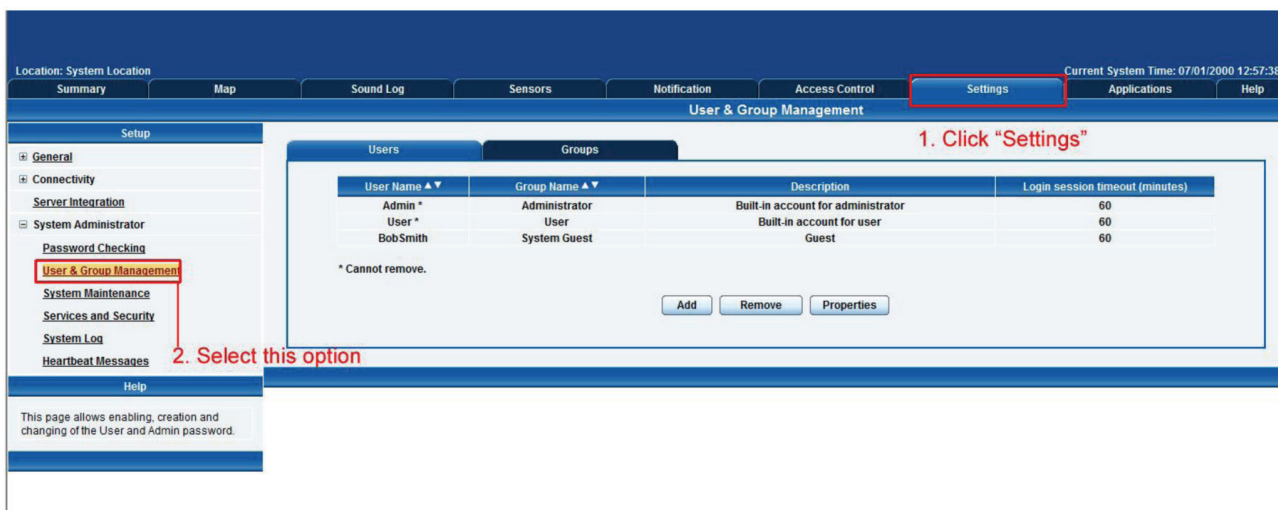 Location: System Location
Current System Time: 07/01/2000 12:57:38
Summary Map Sound Log Sensors Notification Access Control Settings Applications Help
User & Group Management
Setup
General
Connectivity
Server Integration
System Administrator
Password Checking
User & Group Management
System Maintenance
Services and Security
System Log
Heartbeat Messages
Help
This page allows enabling, creation and
changing of the User and Admin password.
1. Click “Settings”
Users Groups
User Name ▲▼ Group Name ▲▼ Description Login session timeout (minutes)
Admin * Administrator Built-in account for administrator 60
User * User Built-in account for user 60
BobSmith System Guest Guest 60
* Cannot remove.
Add Remove Properties
2. Select this option